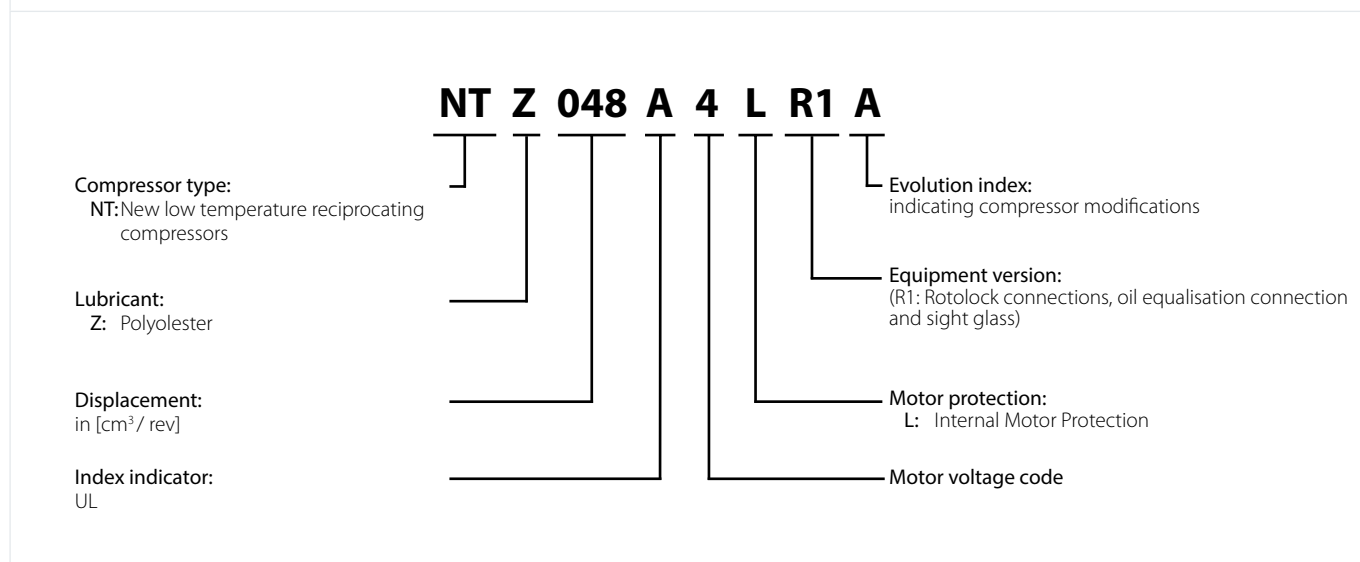 NT Z 048 A 4 L R1 A
Compressor type:
NT: New low temperature reciprocating
compressors
Lubricant:
Z: Polyolester
Displacement:
in [cm³ / rev]
Index indicator:
UL
Evolution index:
indicating compressor modifications
Equipment version:
(R1: Rotolock connections, oil equalisation connection
and sight glass)
Motor protection:
L: Internal Motor Protection
Motor voltage code